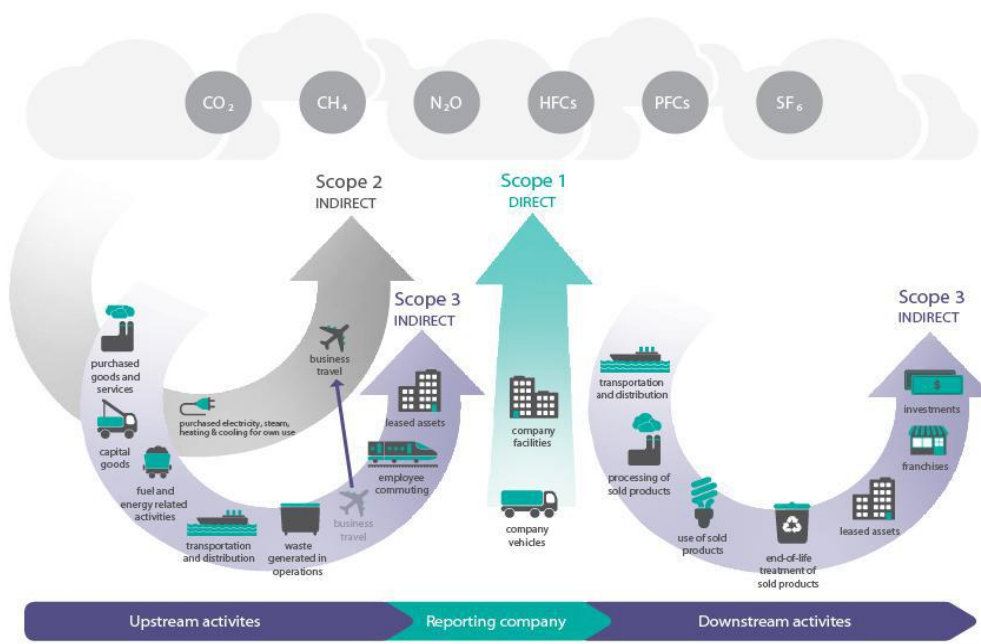 CO₂
CH₄
N₂O
HFCs
PFCs
SF₆
Scope 2
INDIRECT
Scope 1
DIRECT
Scope 3
INDIRECT
Scope 3
INDIRECT
purchased
goods and
services
capital
goods
fuel and
energy related
activities
purchased electricity, steam,
heating & cooling for own use
transportation
and distribution
waste
generated in
operations
business
travel
business
travel
employee
commuting
leased assets
company
facilities
company
vehicles
transportation
and distribution
processing of
sold products
use of sold
products
end-of-life
treatment of
sold products
leased assets
franchises
investments
$
Upstream activites
Reporting company
Downstream activites